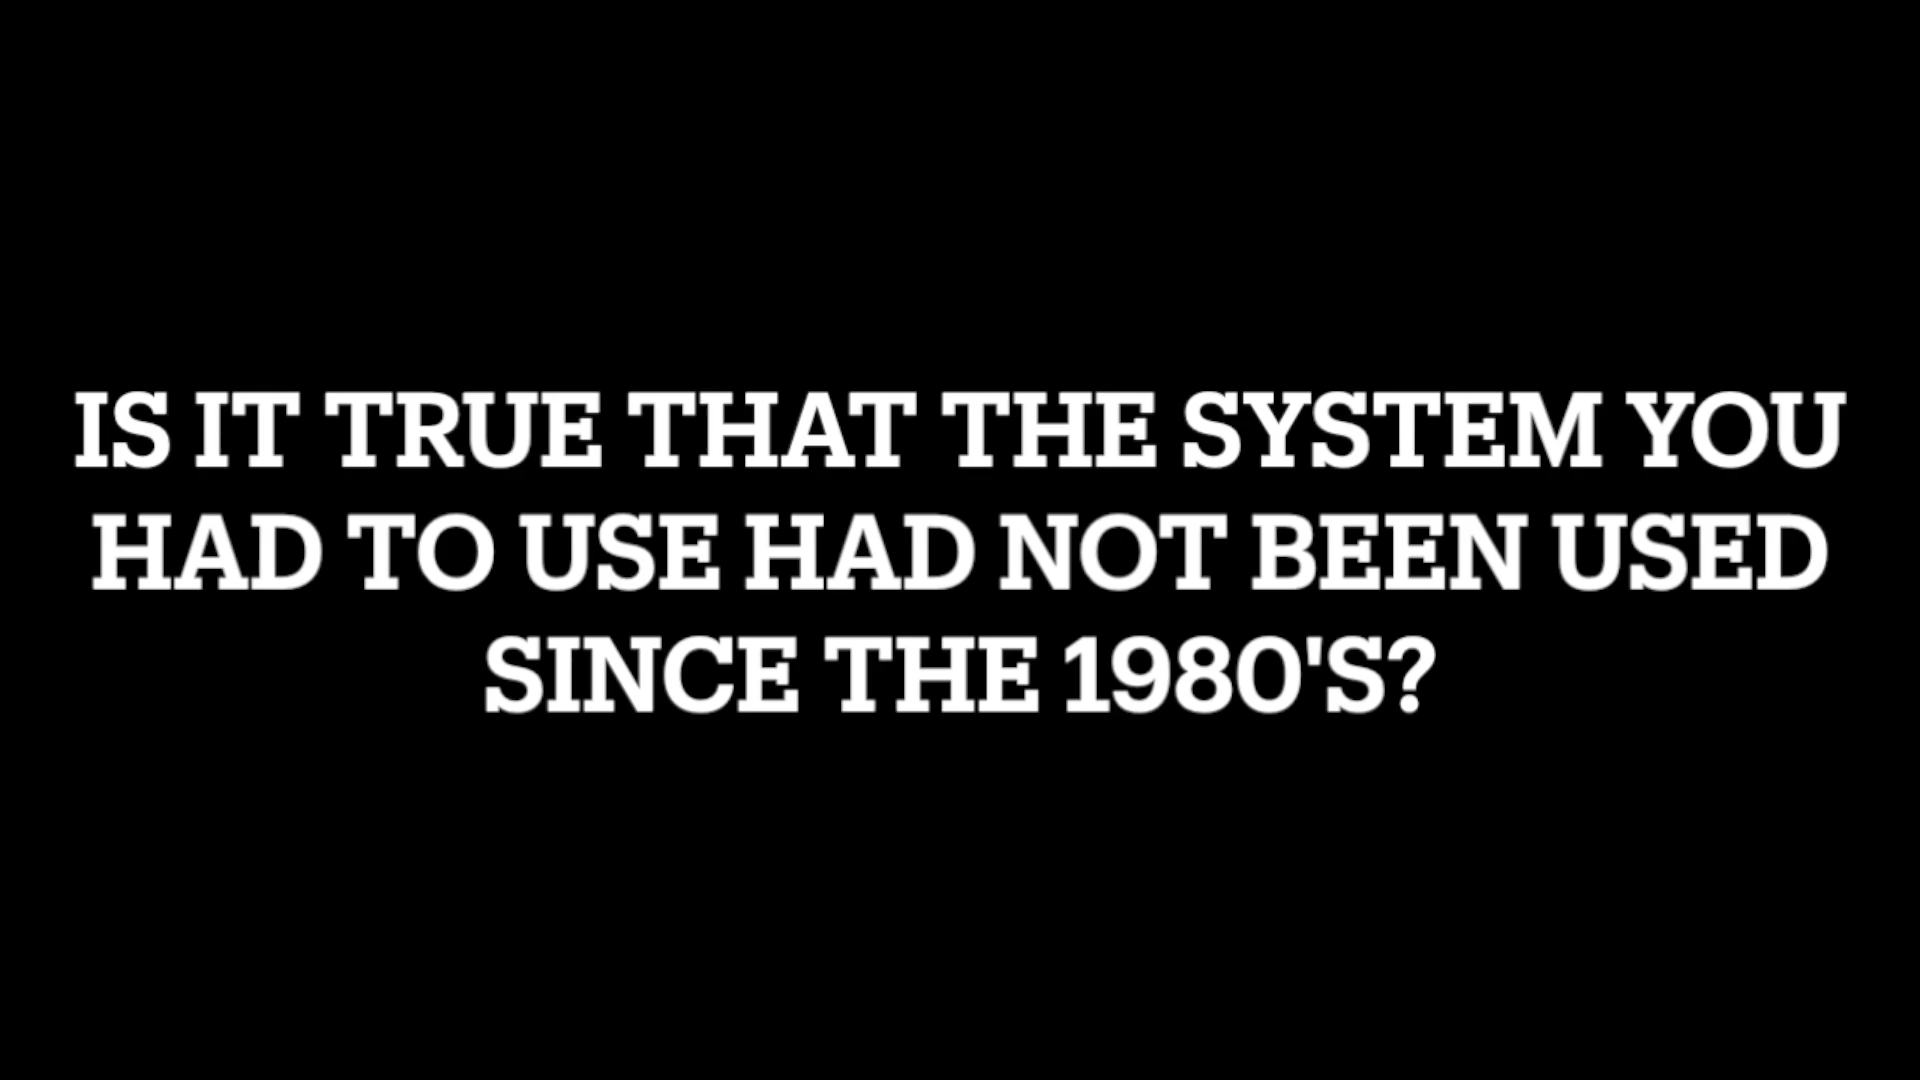 IS IT TRUE THAT THE SYSTEM YOU
HAD TO USE HAD NOT BEEN USED
SINCE THE 1980'S?